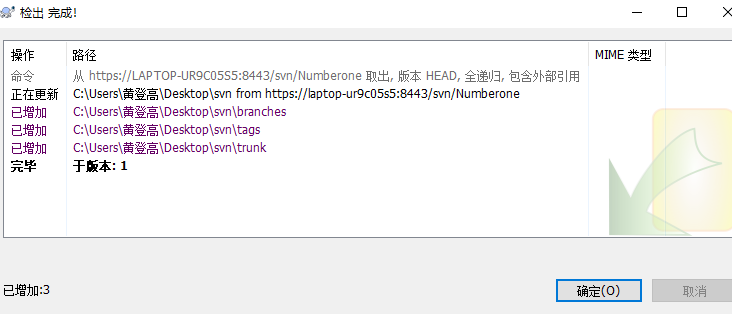 检出 完成!
操作 路径 MIME 类型
命令 从 https://LAPTOP-UR9C05S5:8443/svn/Numberone 取出, 版本 HEAD, 全递归, 包含外部引用
正在更新 C:\Users\黄登高\Desktop\svn from https://laptop-ur9c05s5:8443/svn/Numberone
已增加 C:\Users\黄登高\Desktop\svn\branches
已增加 C:\Users\黄登高\Desktop\svn\tags
已增加 C:\Users\黄登高\Desktop\svn\trunk
完毕 于版本: 1
已增加:3 确定(O) 取消